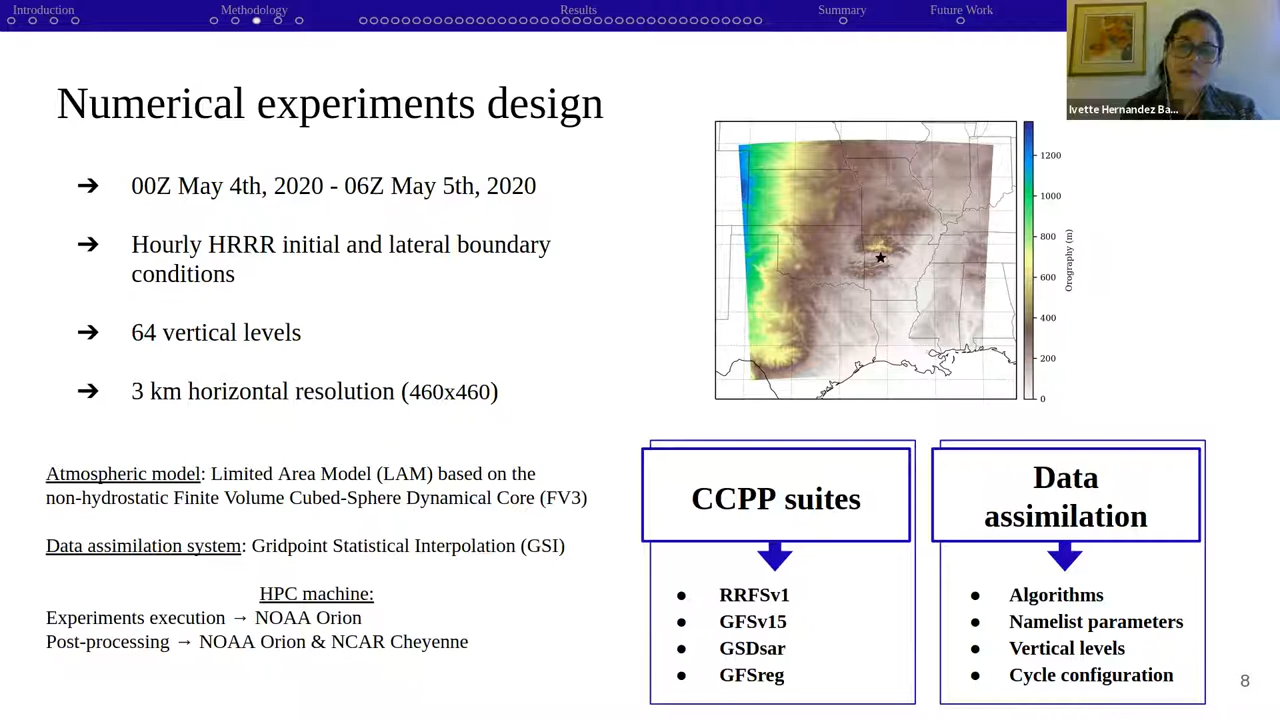 Introduction
Methodology
Results
Summary
Future Work
Ivette Hernandez Ba...
Numerical experiments design
➔ 00Z May 4th, 2020 - 06Z May 5th, 2020
➔ Hourly HRRR initial and lateral boundary
conditions
➔ 64 vertical levels
➔ 3 km horizontal resolution (460x460)
1200
1000
800
600
400
200
0
Orography (m)
Atmospheric model: Limited Area Model (LAM) based on the
non-hydrostatic Finite Volume Cubed-Sphere Dynamical Core (FV3)
Data assimilation system: Gridpoint Statistical Interpolation (GSI)
HPC machine:
Experiments execution → NOAA Orion
Post-processing → NOAA Orion & NCAR Cheyenne
CCPP suites
● RRFSv1
● GFSv15
● GSDsar
● GFSreg
Data
assimilation
● Algorithms
● Namelist parameters
● Vertical levels
● Cycle configuration
8